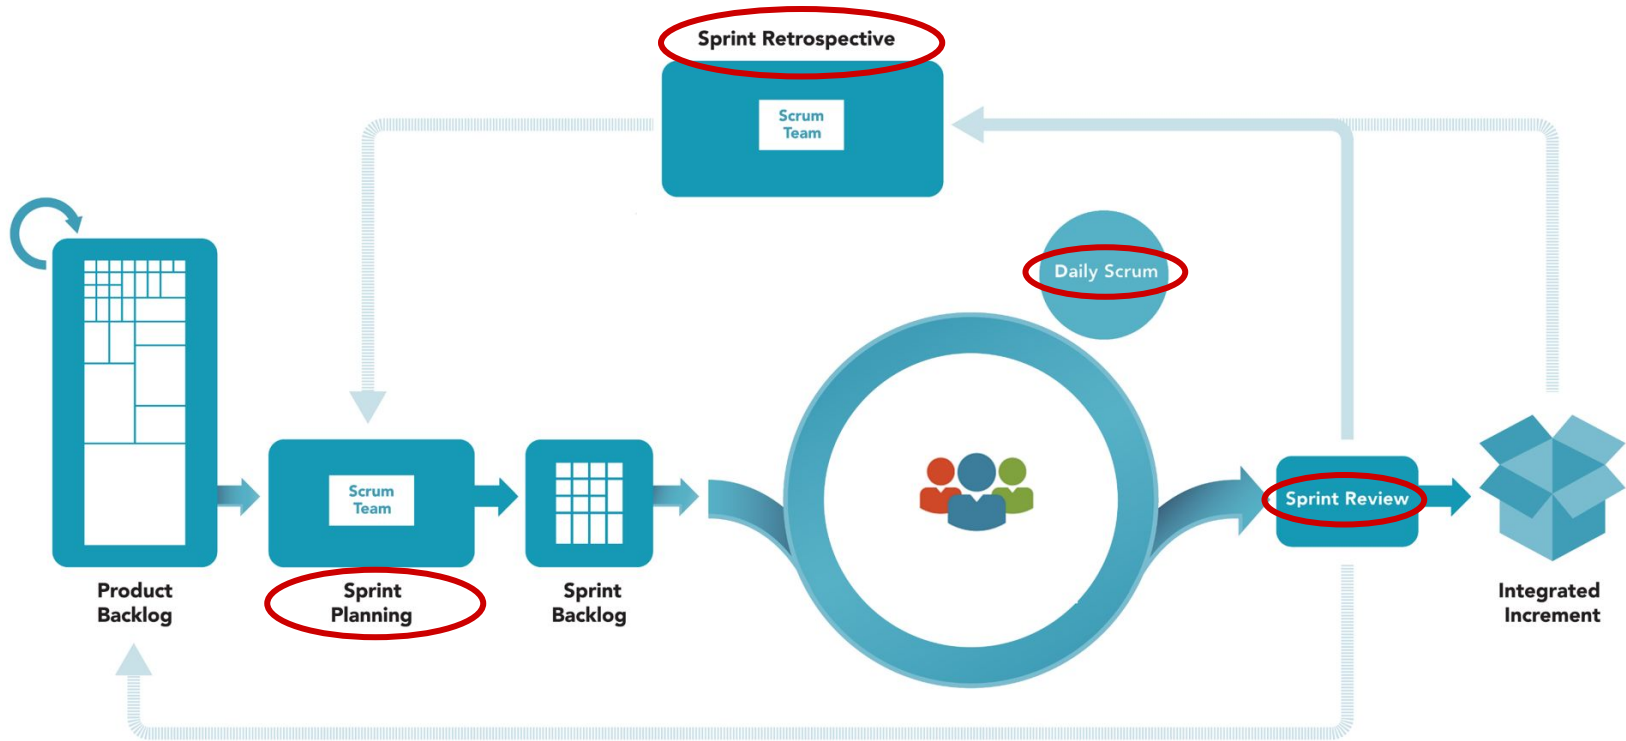 Sprint Retrospective
Scrum
Team
Daily Scrum
Scrum
Team
Sprint Review
Product
Backlog
Sprint
Planning
Sprint
Backlog
Integrated
Increment